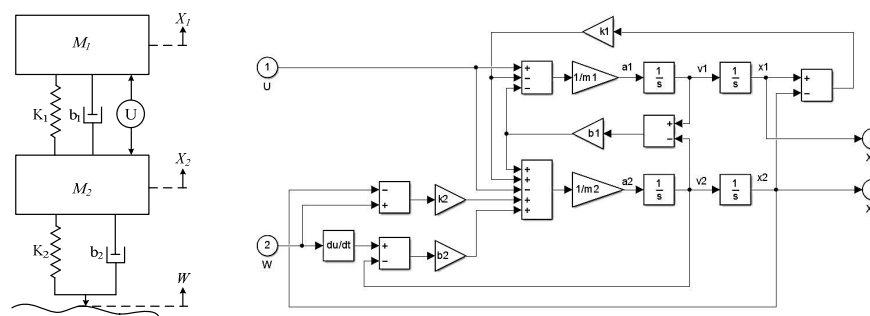 X1
M1
K1
b1
U
X2
M2
K2
b2
W
k1
1
U
+
−
−
1/m1
a1
1
s
v1
1
s
x1
+
−
b1
+
−
+
+
−
+
+
1/m2
a2
1
s
v2
1
s
x2
−
+
k2
2
W
du/dt
+
−
b2